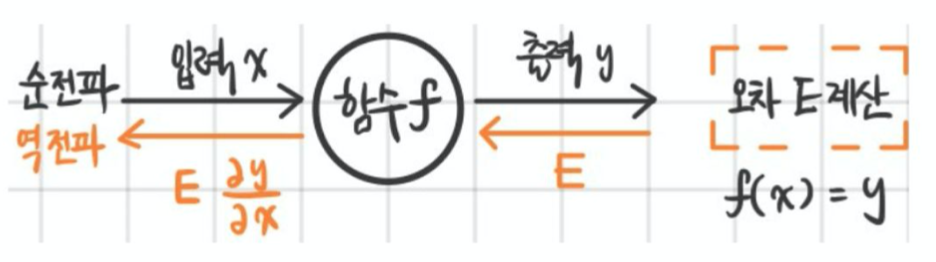 순전파 입력 x 함수 f 출력 y 오차 E 계산
역전파 E ∂y/∂x E
f(x) = y